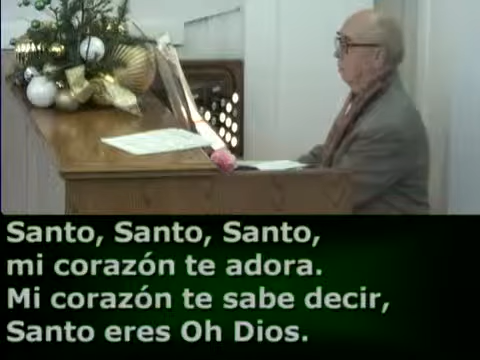 Santo, Santo, Santo,
mi corazón te adora.
Mi corazón te sabe decir,
Santo eres Oh Dios.